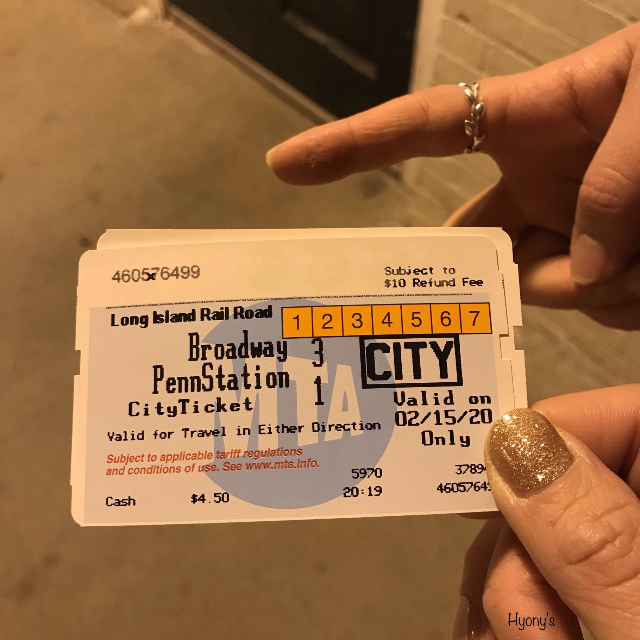 460576499
Subject to
$10 Refund Fee
Long Island Rail Road
1 2 3 4 5 6 7
Broadway 3
CITY
PennStation 1
CityTicket
Valid on
02/15/20
Only
Valid for Travel in Either Direction
MTA
Subject to applicable tariff regulations
and conditions of use. See www.mta.info.
5970
Cash $4.50 20:19
Hyony's